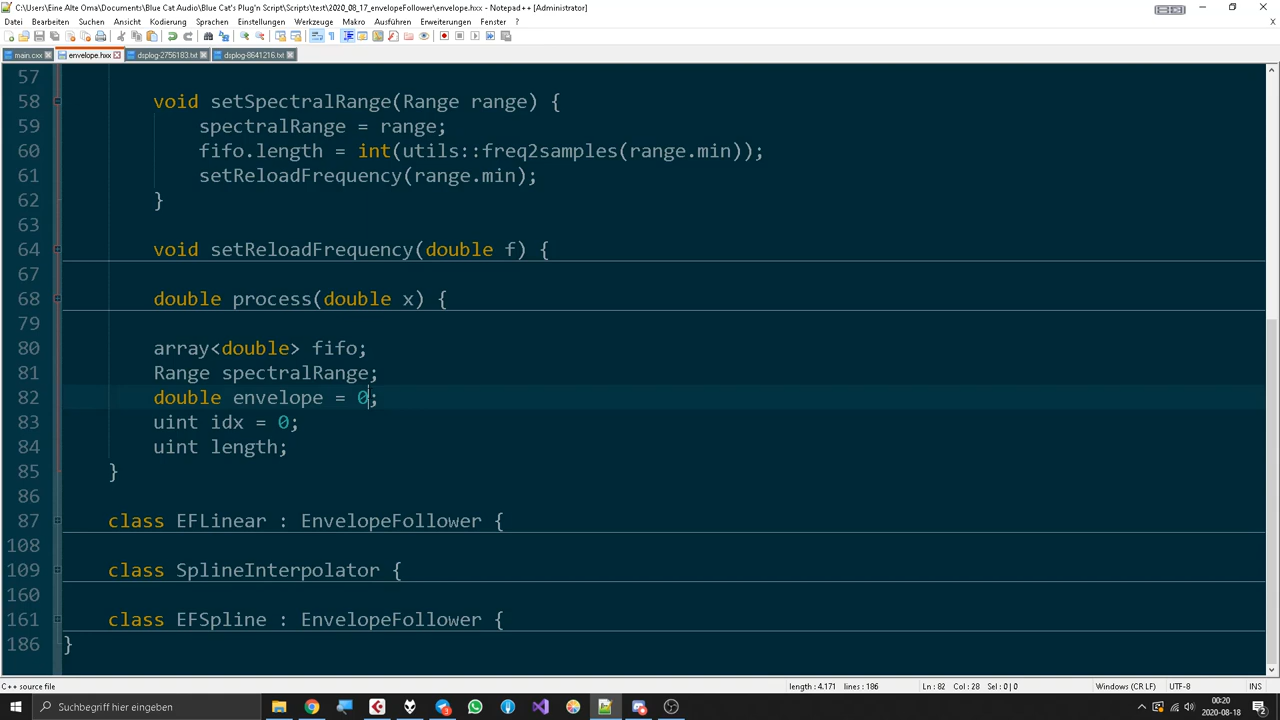 C:\Users\Eine Alte Oma\Documents\Blue Cat Audio\Blue Cat's Plug'n Script\Scripts\test\2020_08_17_envelopeFollower\envelope.hxx - Notepad++ [Administrator]
Datei Bearbeiten Suchen Ansicht Kodierung Sprachen Einstellungen Werkzeuge Makro Ausführen Erweiterungen Fenster ?
main.cxx envelope.hxx dsplog-2756183.txt dsplog-8641216.txt
57
58 void setSpectralRange(Range range) {
59 spectralRange = range;
60 fifo.length = int(utils::freq2samples(range.min));
61 setReloadFrequency(range.min);
62 }
63
64 void setReloadFrequency(double f) {
67
68 double process(double x) {
79
80 array<double> fifo;
81 Range spectralRange;
82 double envelope = 0;
83 uint idx = 0;
84 uint length;
85 }
86
87 class EFLinear : EnvelopeFollower {
108
109 class SplineInterpolator {
160
161 class EFSpline : EnvelopeFollower {
186 }
C++ source file length : 4.171 lines : 186 Ln : 82 Col : 28 Sel : 0 | 0 Windows (CR LF) UTF-8 INS
Suchbegriff hier eingeben 00:20
2020-08-18